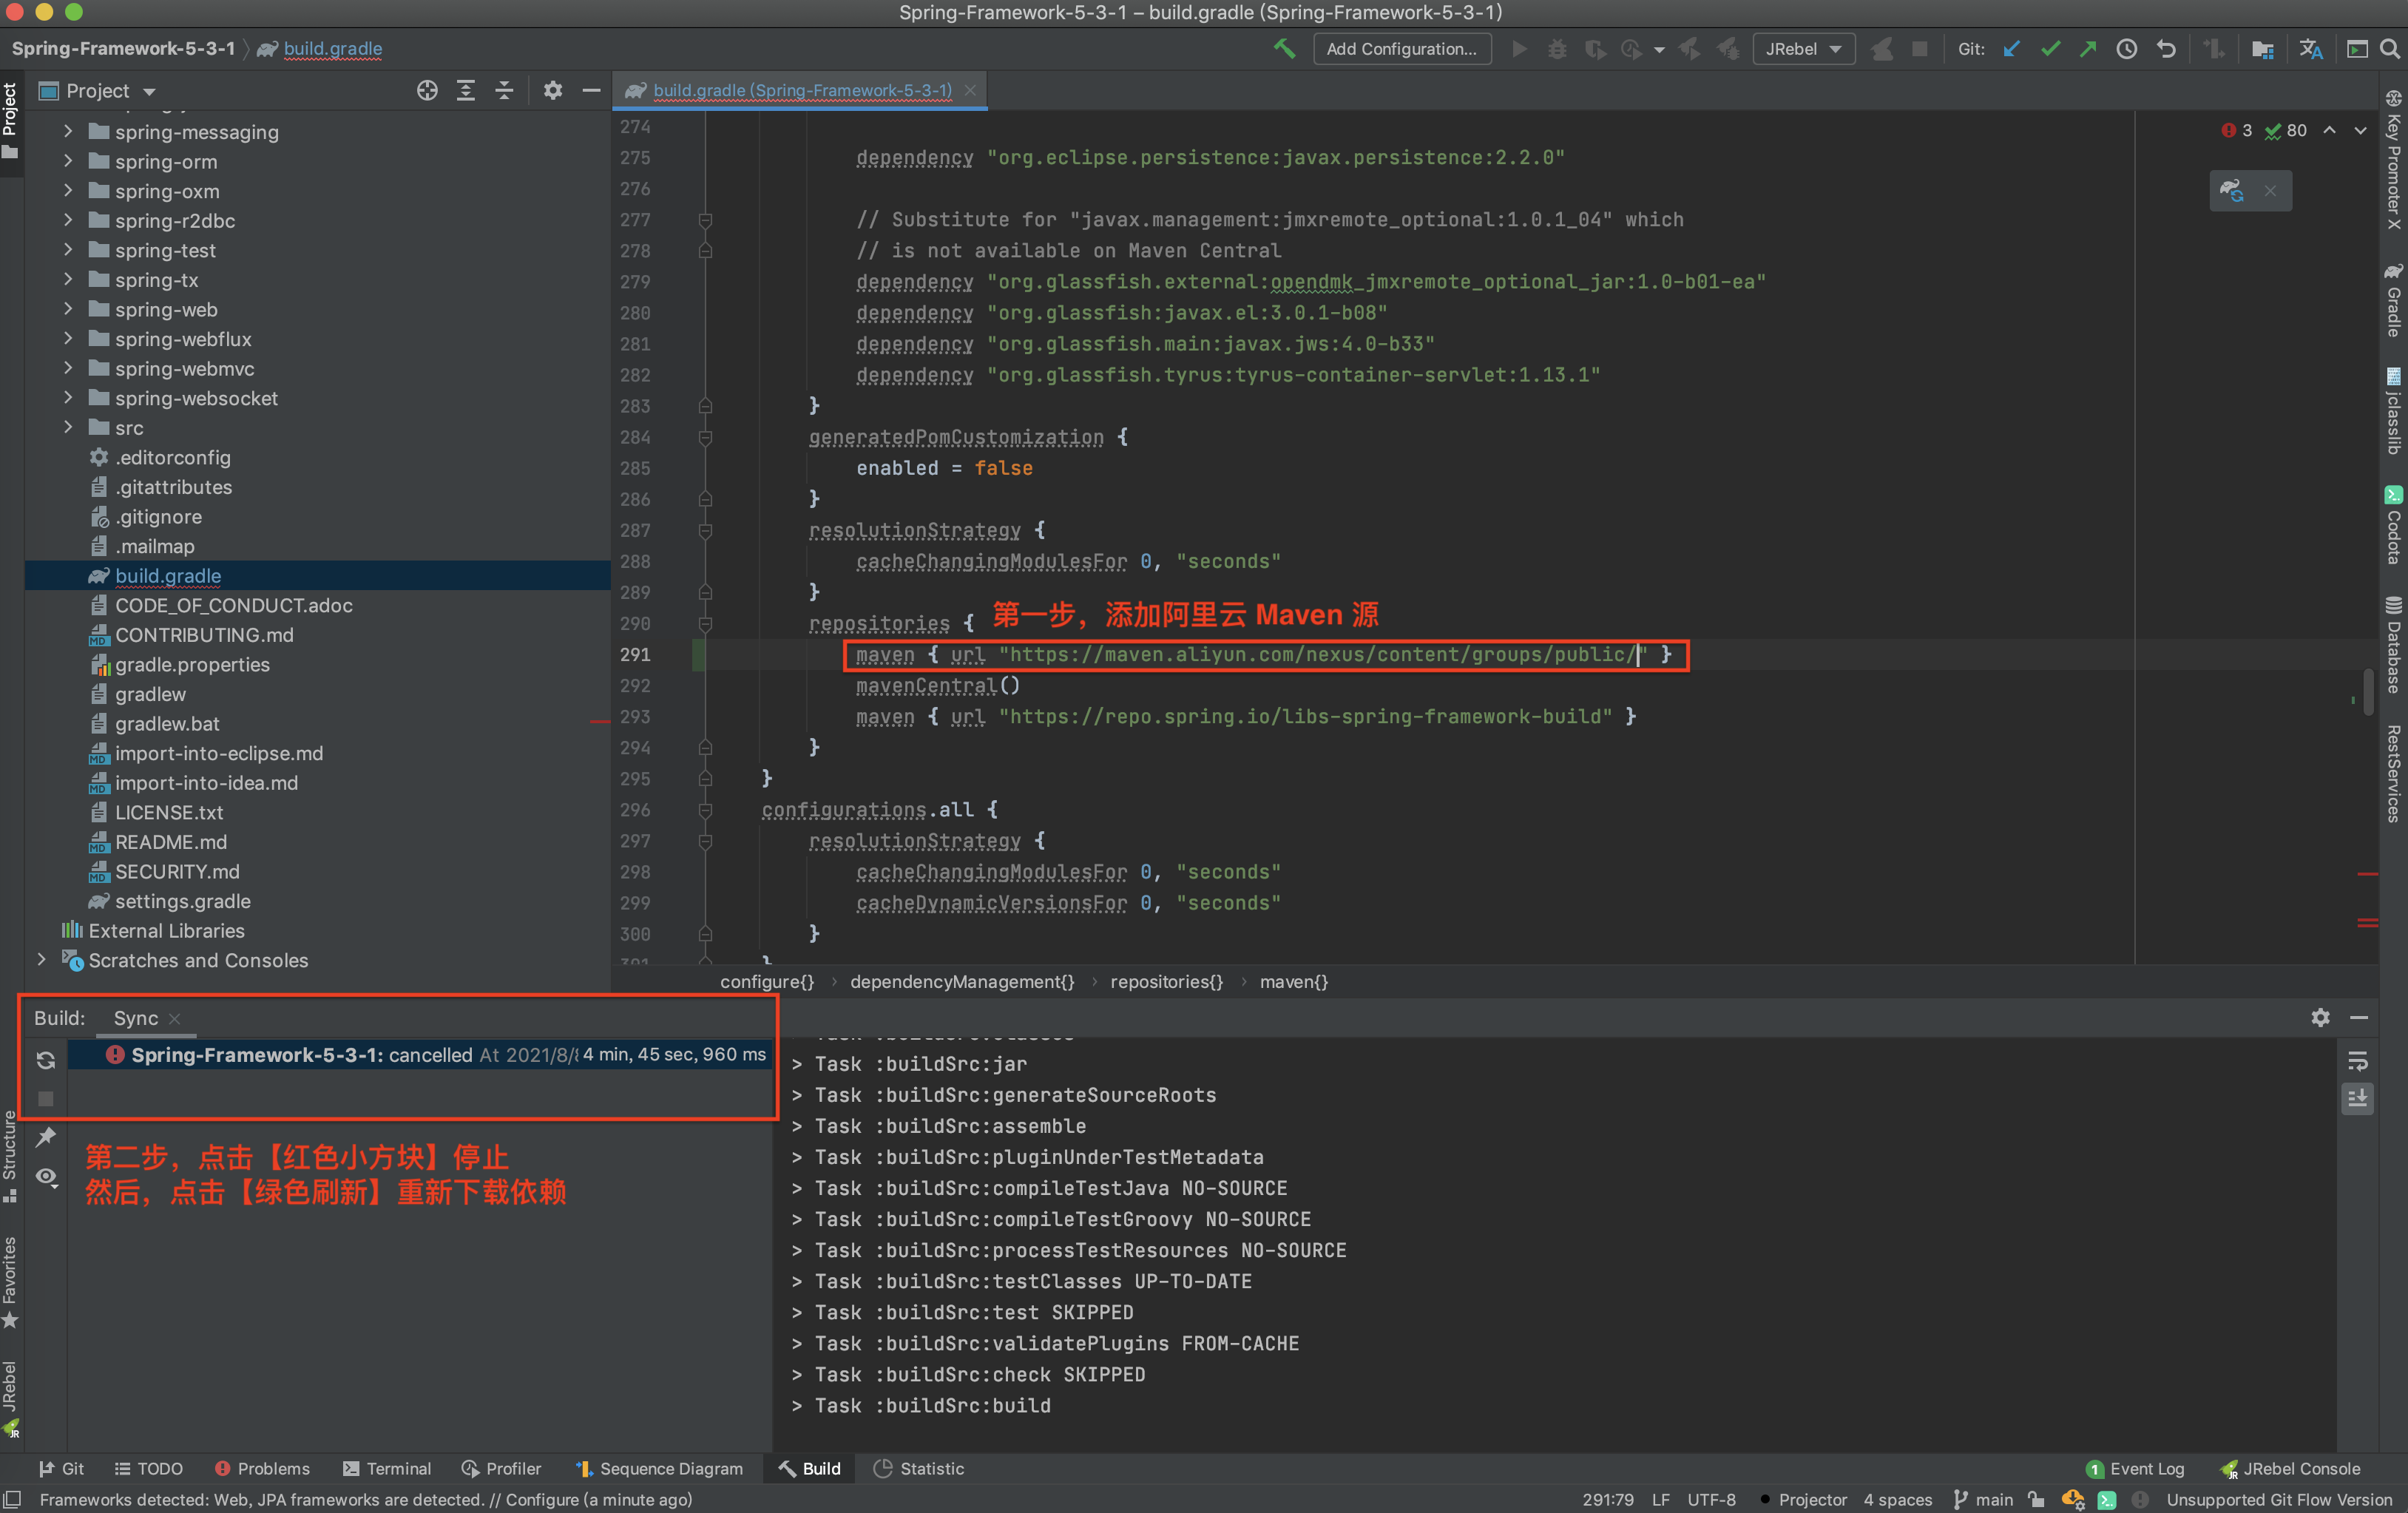 Spring-Framework-5-3-1 – build.gradle (Spring-Framework-5-3-1)
Spring-Framework-5-3-1 build.gradle Add Configuration... JRebel Git:
Project
build.gradle (Spring-Framework-5-3-1)
3 80
Project
spring-messaging
spring-orm
spring-oxm
spring-r2dbc
spring-test
spring-tx
spring-web
spring-webflux
spring-webmvc
spring-websocket
src
.editorconfig
.gitattributes
.gitignore
.mailmap
build.gradle
CODE_OF_CONDUCT.adoc
CONTRIBUTING.md
gradle.properties
gradlew
gradlew.bat
import-into-eclipse.md
import-into-idea.md
LICENSE.txt
README.md
SECURITY.md
settings.gradle
External Libraries
Scratches and Consoles
274
275 dependency "org.eclipse.persistence:javax.persistence:2.2.0"
276
277 // Substitute for "javax.management:jmxremote_optional:1.0.1_04" which
278 // is not available on Maven Central
279 dependency "org.glassfish.external:opendmk_jmxremote_optional_jar:1.0-b01-ea"
280 dependency "org.glassfish:javax.el:3.0.1-b08"
281 dependency "org.glassfish.main:javax.jws:4.0-b33"
282 dependency "org.glassfish.tyrus:tyrus-container-servlet:1.13.1"
283 }
284 generatedPomCustomization {
285 enabled = false
286 }
287 resolutionStrategy {
288 cacheChangingModulesFor 0, "seconds"
289 }
第一步，添加阿里云 Maven 源
290 repositories {
291 maven { url "https://maven.aliyun.com/nexus/content/groups/public/" }
292 mavenCentral()
293 maven { url "https://repo.spring.io/libs-spring-framework-build" }
294 }
295 }
296 configurations.all {
297 resolutionStrategy {
298 cacheChangingModulesFor 0, "seconds"
299 cacheDynamicVersionsFor 0, "seconds"
300 }
301 }
configure{} › dependencyManagement{} › repositories{} › maven{}
Key Promoter X
Gradle
jclasslib
Codota
Database
RestServices
Build: Sync
Spring-Framework-5-3-1: cancelled At 2021/8/ 4 min, 45 sec, 960 ms
第二步，点击【红色小方块】停止
然后，点击【绿色刷新】重新下载依赖
> Task :buildSrc:classes
> Task :buildSrc:jar
> Task :buildSrc:generateSourceRoots
> Task :buildSrc:assemble
> Task :buildSrc:pluginUnderTestMetadata
> Task :buildSrc:compileTestJava NO-SOURCE
> Task :buildSrc:compileTestGroovy NO-SOURCE
> Task :buildSrc:processTestResources NO-SOURCE
> Task :buildSrc:testClasses UP-TO-DATE
> Task :buildSrc:test SKIPPED
> Task :buildSrc:validatePlugins FROM-CACHE
> Task :buildSrc:check SKIPPED
> Task :buildSrc:build
Structure
Favorites
JRebel
Git TODO Problems Terminal Profiler Sequence Diagram Build Statistic 1 Event Log JRebel Console
Frameworks detected: Web, JPA frameworks are detected. // Configure (a minute ago) 291:79 LF UTF-8 Projector 4 spaces main Unsupported Git Flow Version